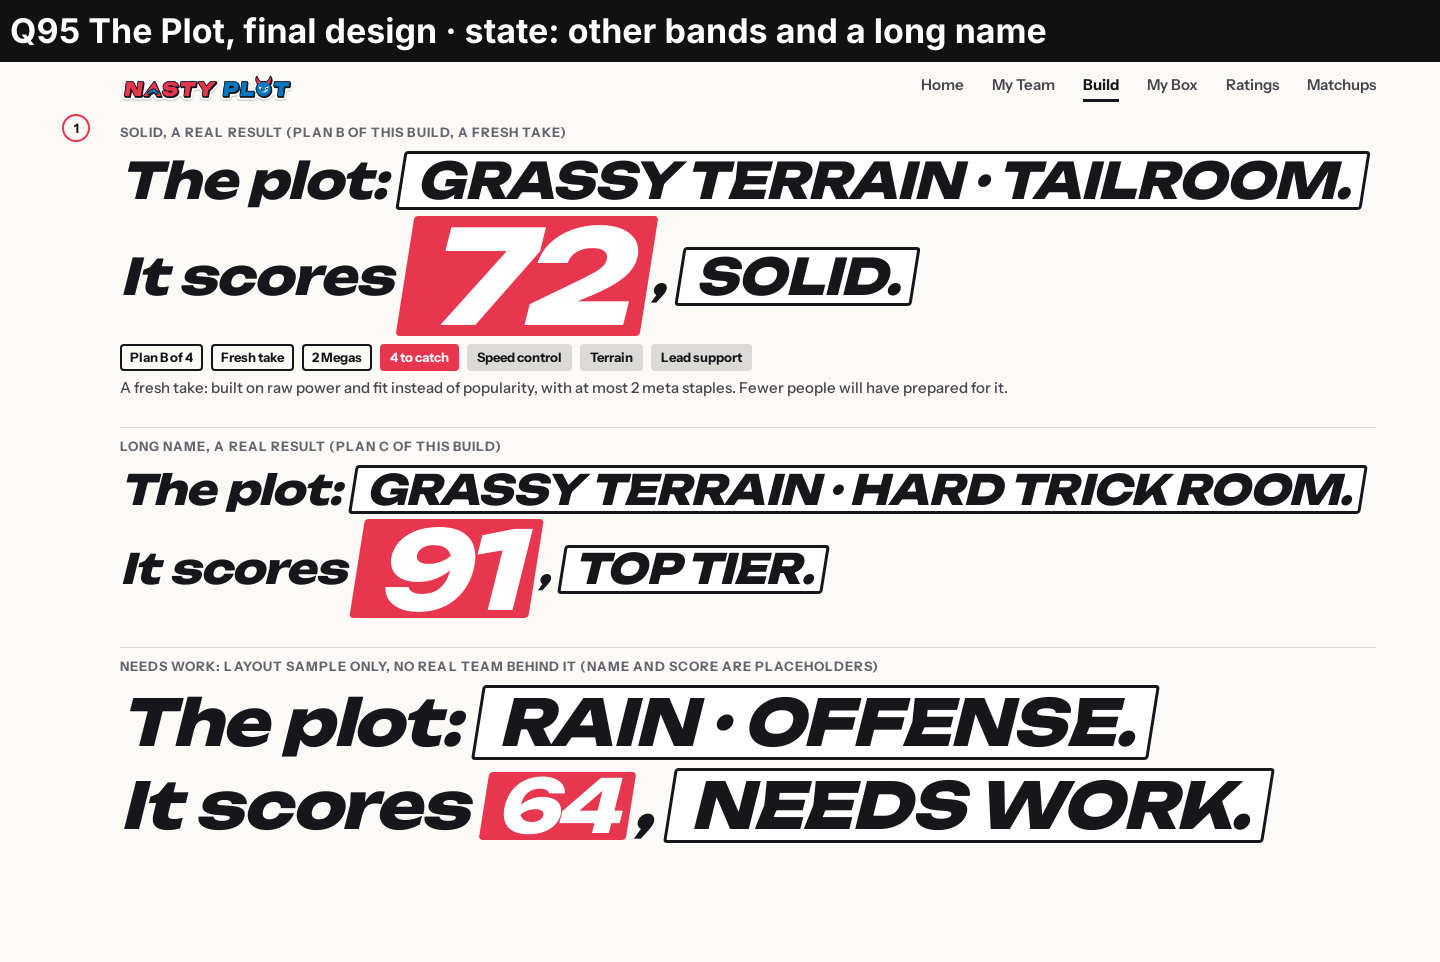 Q95 The Plot, final design · state: other bands and a long name
NASTY PLOT
Home My Team Build My Box Ratings Matchups
1
SOLID, A REAL RESULT (PLAN B OF THIS BUILD, A FRESH TAKE)
The plot: GRASSY TERRAIN · TAILROOM.
It scores 72, SOLID.
Plan B of 4 Fresh take 2 Megas 4 to catch Speed control Terrain Lead support
A fresh take: built on raw power and fit instead of popularity, with at most 2 meta staples. Fewer people will have prepared for it.
LONG NAME, A REAL RESULT (PLAN C OF THIS BUILD)
The plot: GRASSY TERRAIN · HARD TRICK ROOM.
It scores 91, TOP TIER.
NEEDS WORK: LAYOUT SAMPLE ONLY, NO REAL TEAM BEHIND IT (NAME AND SCORE ARE PLACEHOLDERS)
The plot: RAIN · OFFENSE.
It scores 64, NEEDS WORK.